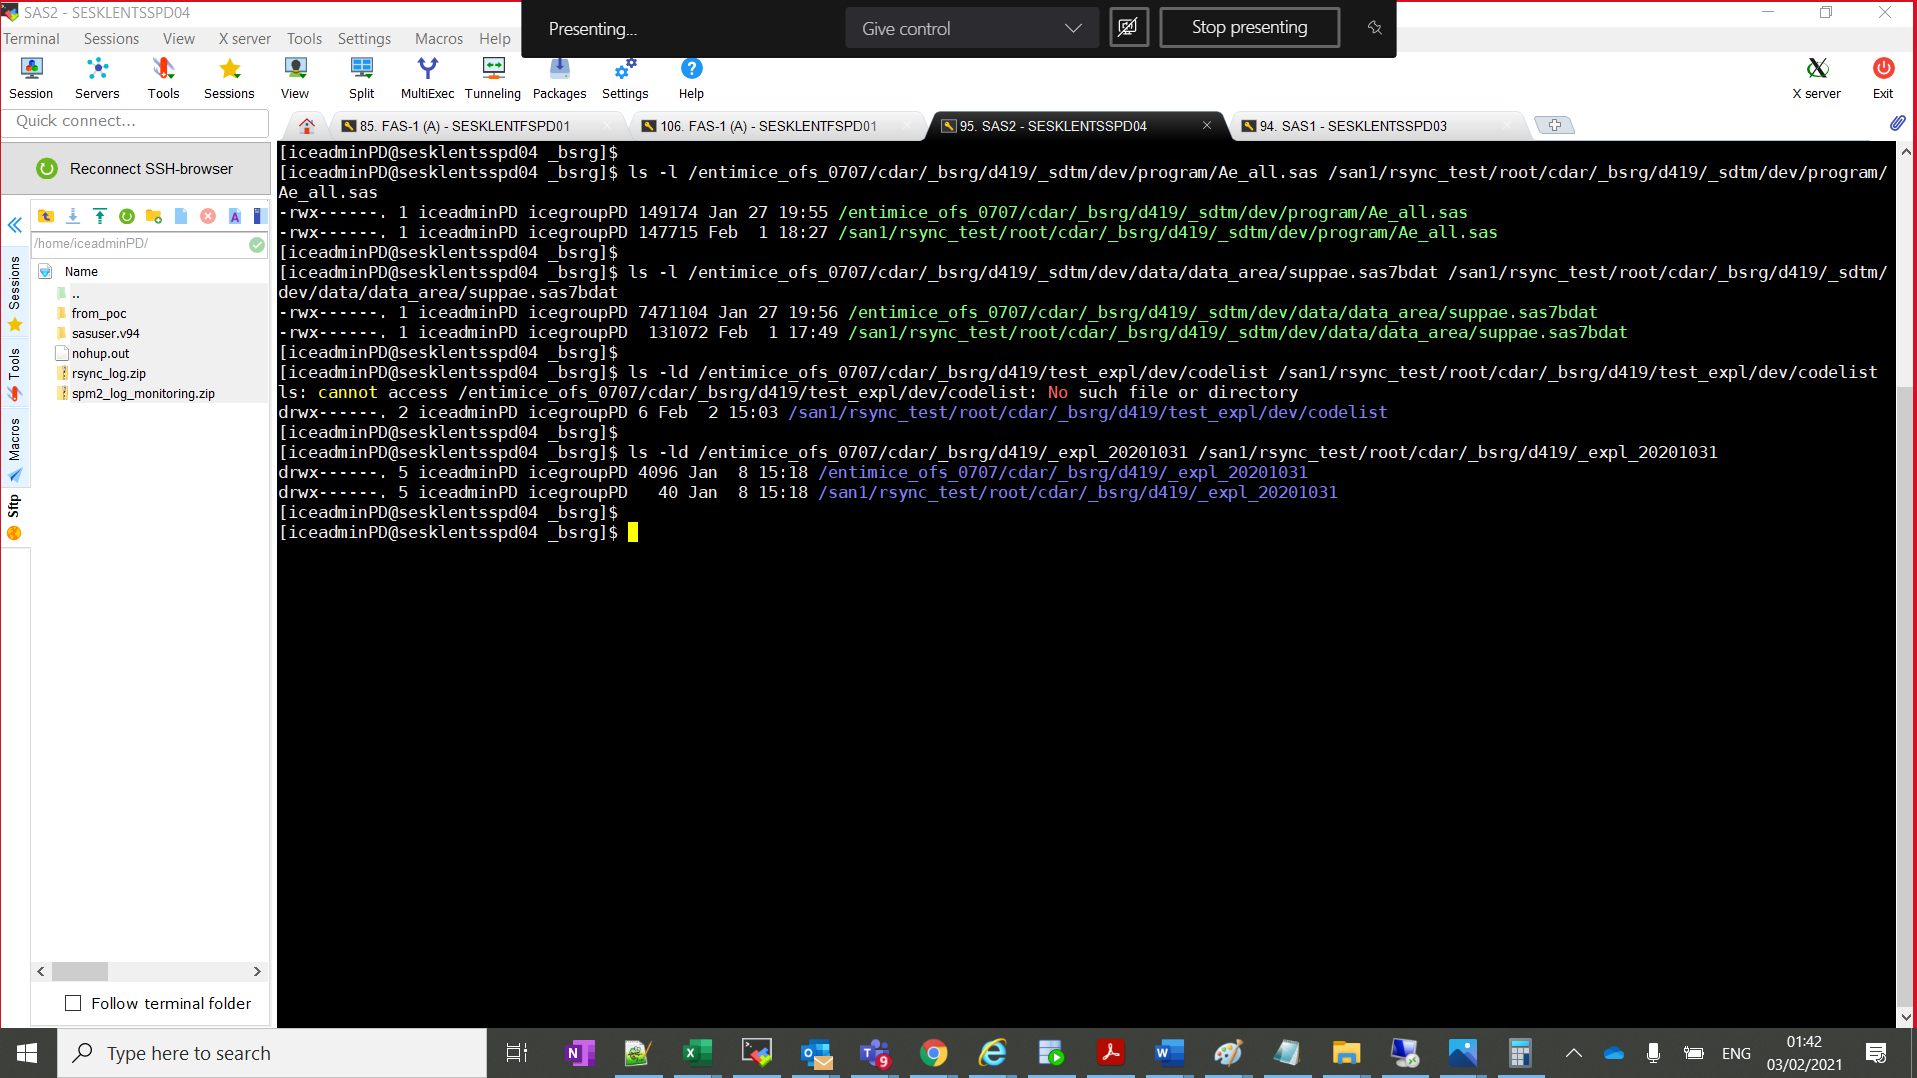 SAS2 - SESKLENTSSPD04
Presenting...
Give control
Stop presenting
Terminal Sessions View X server Tools Settings Macros Help
Session Servers Tools Sessions View Split MultiExec Tunneling Packages Settings Help X server Exit
Quick connect...
85. FAS-1 (A) - SESKLENTFSPD01
106. FAS-1 (A) - SESKLENTFSPD01
95. SAS2 - SESKLENTSSPD04
94. SAS1 - SESKLENTSSPD03
Reconnect SSH-browser
/home/iceadminPD/
Name
..
from_poc
sasuser.v94
nohup.out
rsync_log.zip
spm2_log_monitoring.zip
Sessions
Tools
Macros
Sftp
Follow terminal folder
[iceadminPD@sesklentsspd04 _bsrg]$
[iceadminPD@sesklentsspd04 _bsrg]$ ls -l /entimice_ofs_0707/cdar/_bsrg/d419/_sdtm/dev/program/Ae_all.sas /san1/rsync_test/root/cdar/_bsrg/d419/_sdtm/dev/program/
Ae_all.sas
-rwx------. 1 iceadminPD icegroupPD 149174 Jan 27 19:55 /entimice_ofs_0707/cdar/_bsrg/d419/_sdtm/dev/program/Ae_all.sas
-rwx------. 1 iceadminPD icegroupPD 147715 Feb  1 18:27 /san1/rsync_test/root/cdar/_bsrg/d419/_sdtm/dev/program/Ae_all.sas
[iceadminPD@sesklentsspd04 _bsrg]$
[iceadminPD@sesklentsspd04 _bsrg]$ ls -l /entimice_ofs_0707/cdar/_bsrg/d419/_sdtm/dev/data/data_area/suppae.sas7bdat /san1/rsync_test/root/cdar/_bsrg/d419/_sdtm/
dev/data/data_area/suppae.sas7bdat
-rwx------. 1 iceadminPD icegroupPD 7471104 Jan 27 19:56 /entimice_ofs_0707/cdar/_bsrg/d419/_sdtm/dev/data/data_area/suppae.sas7bdat
-rwx------. 1 iceadminPD icegroupPD  131072 Feb  1 17:49 /san1/rsync_test/root/cdar/_bsrg/d419/_sdtm/dev/data/data_area/suppae.sas7bdat
[iceadminPD@sesklentsspd04 _bsrg]$
[iceadminPD@sesklentsspd04 _bsrg]$ ls -ld /entimice_ofs_0707/cdar/_bsrg/d419/test_expl/dev/codelist /san1/rsync_test/root/cdar/_bsrg/d419/test_expl/dev/codelist
ls: cannot access /entimice_ofs_0707/cdar/_bsrg/d419/test_expl/dev/codelist: No such file or directory
drwx------. 2 iceadminPD icegroupPD 6 Feb  2 15:03 /san1/rsync_test/root/cdar/_bsrg/d419/test_expl/dev/codelist
[iceadminPD@sesklentsspd04 _bsrg]$
[iceadminPD@sesklentsspd04 _bsrg]$ ls -ld /entimice_ofs_0707/cdar/_bsrg/d419/_expl_20201031 /san1/rsync_test/root/cdar/_bsrg/d419/_expl_20201031
drwx------. 5 iceadminPD icegroupPD 4096 Jan  8 15:18 /entimice_ofs_0707/cdar/_bsrg/d419/_expl_20201031
drwx------. 5 iceadminPD icegroupPD   40 Jan  8 15:18 /san1/rsync_test/root/cdar/_bsrg/d419/_expl_20201031
[iceadminPD@sesklentsspd04 _bsrg]$
[iceadminPD@sesklentsspd04 _bsrg]$
Type here to search
9
ENG
01:42
03/02/2021